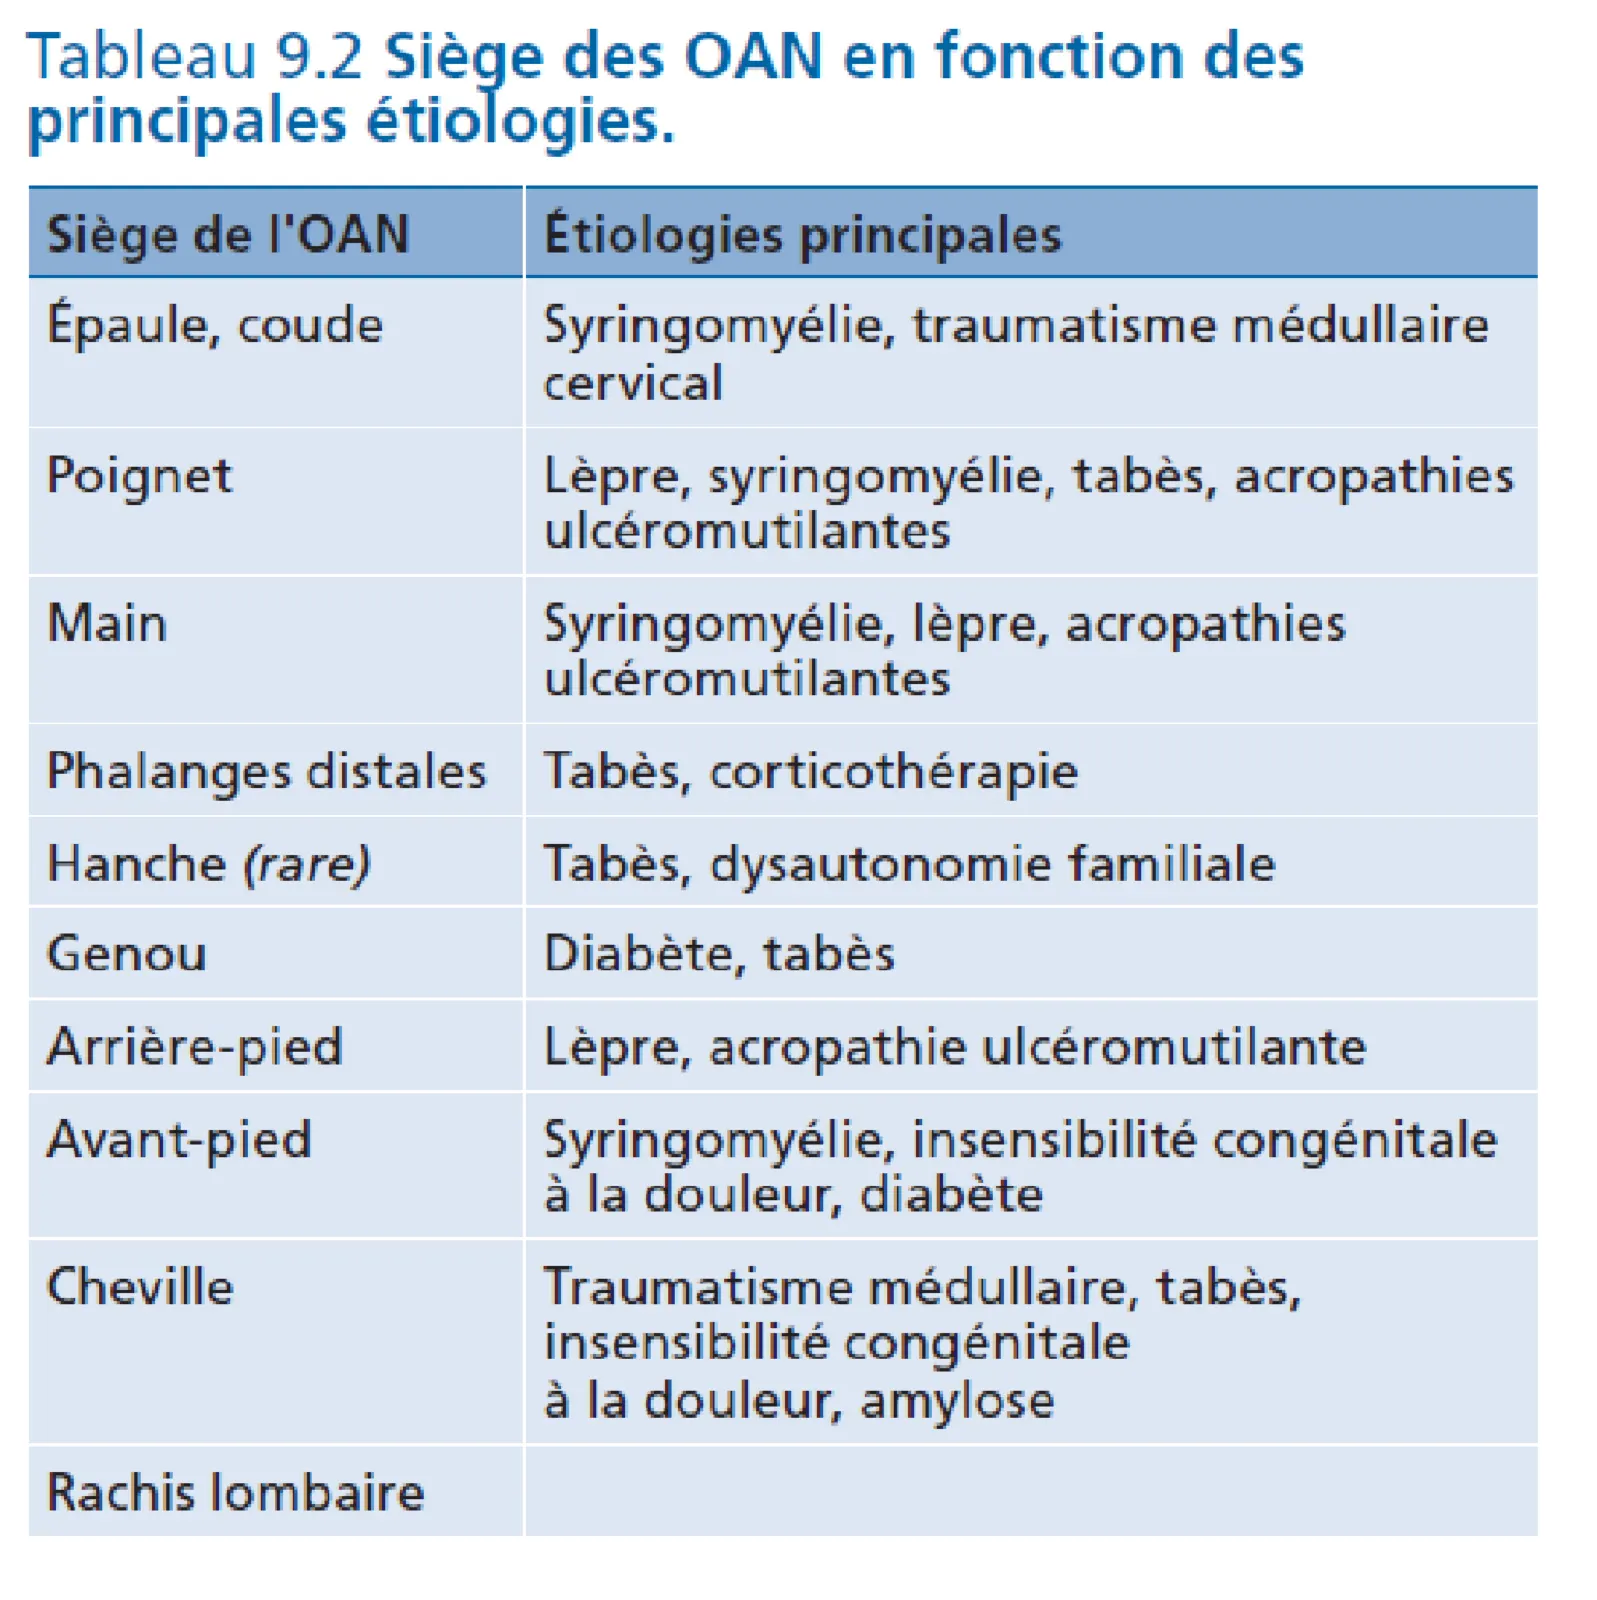 Tableau 9.2 Siège des OAN en fonction des
principales étiologies.
Siège de l'OAN Étiologies principales
Épaule, coude Syringomyélie, traumatisme médullaire
cervical
Poignet Lèpre, syringomyélie, tabès, acropathies
ulcéromutilantes
Main Syringomyélie, lèpre, acropathies
ulcéromutilantes
Phalanges distales Tabès, corticothérapie
Hanche (rare) Tabès, dysautonomie familiale
Genou Diabète, tabès
Arrière-pied Lèpre, acropathie ulcéromutilante
Avant-pied Syringomyélie, insensibilité congénitale
à la douleur, diabète
Cheville Traumatisme médullaire, tabès,
insensibilité congénitale
à la douleur, amylose
Rachis lombaire